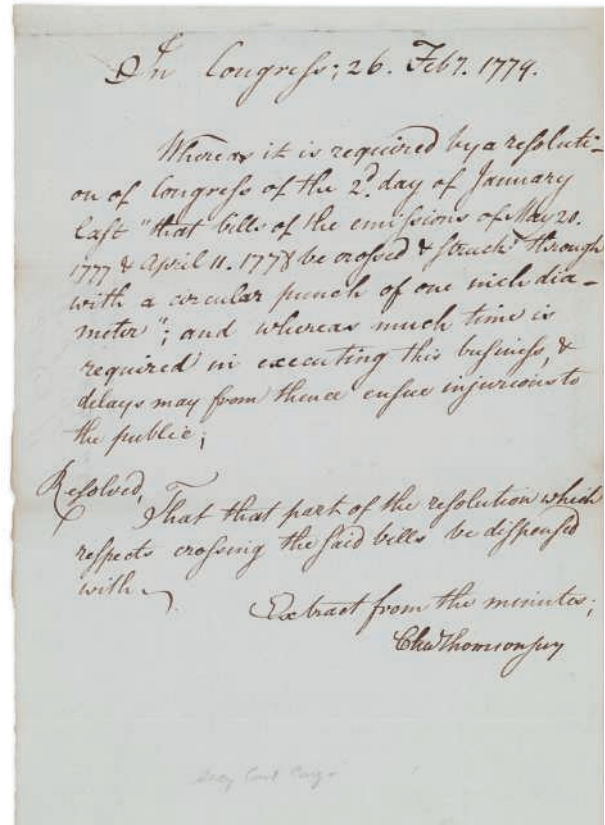 In Congress; 26. Feby. 1779.
Whereas it is required by a resoluti-
on of Congress of the 2d. day of January
last "that bills of the emissions of May 20.
1777 & April 11. 1778 be crossed & struck through
with a circular punch of one inch dia-
meter"; and whereas much time is
required in executing this business, &
delays may from thence ensue injurious to
the public;
Resolved,
That that part of the resolution which
respects crossing the said bills be dispensed
with
Extract from the minutes;
Cha Thomson secy
Secy Cont Cong